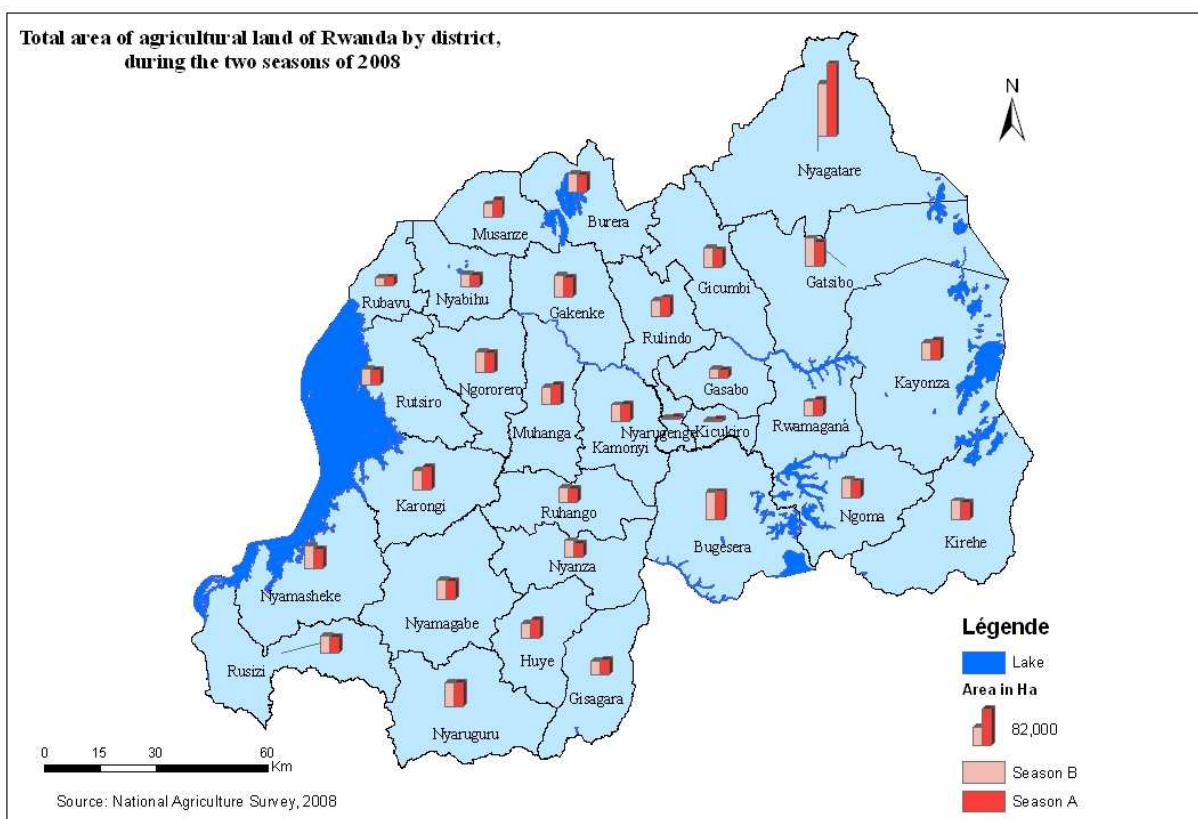 Total area of agricultural land of Rwanda by district,
during the two seasons of 2008
N
Nyagatare
Burera
Musanze
Gicumbi
Gatsibo
Rubavu
Nyabihu
Gakenke
Rulindo
Kayonza
Gasabo
Ngororero
Rutsiro
Muhanga
Kamonyi
Nyarugenge
Kicukiro
Rwamagana
Karongi
Ruhango
Bugesera
Ngoma
Kirehe
Nyanza
Nyamasheke
Nyamagabe
Huye
Rusizi
Gisagara
Nyaruguru
Légende
Lake
Area in Ha
82,000
Season B
Season A
0 15 30 60
Km
Source: National Agriculture Survey, 2008